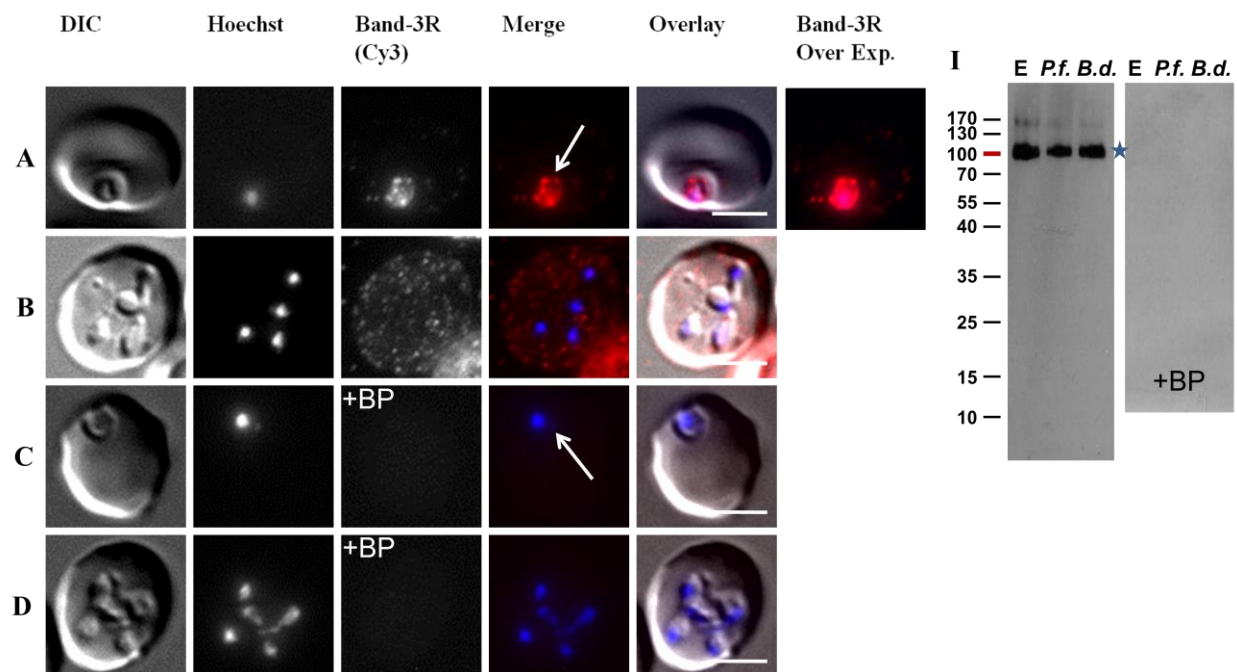 DIC Hoechst Band-3R (Cy3) Merge Overlay Band-3R Over Exp.
A
B
C +BP
D +BP
I
E P.f. B.d. E P.f. B.d.
170
130
100
70
55
40
35
25
15
10
+BP